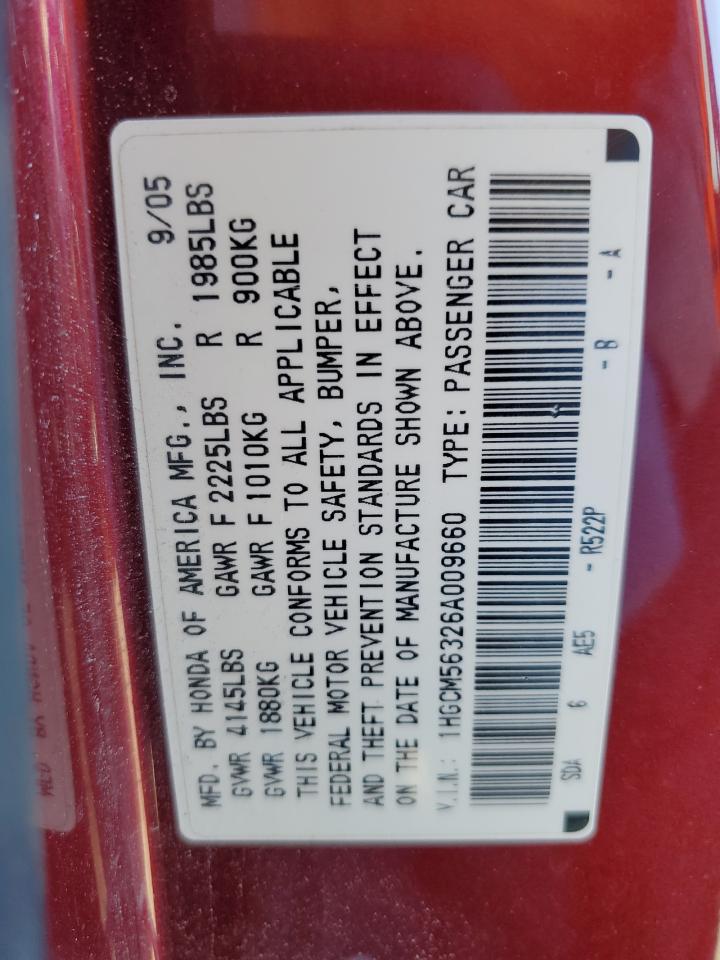 MFD. BY HONDA OF AMERICA MFG., INC. 9/05
GVWR 4145LBS GAWR F 2225LBS R 1985LBS
GVWR 1880KG GAWR F 1010KG R 900KG
THIS VEHICLE CONFORMS TO ALL APPLICABLE
FEDERAL MOTOR VEHICLE SAFETY, BUMPER,
AND THEFT PREVENTION STANDARDS IN EFFECT
ON THE DATE OF MANUFACTURE SHOWN ABOVE.
V.I.N.: 1HGCM56326A009660 TYPE: PASSENGER CAR
SDA 6 AE5 - R522P - B - A